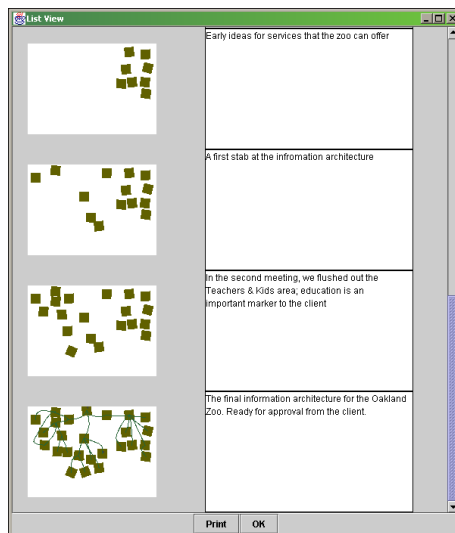 List View
Early ideas for services that the zoo can offer
A first stab at the infromation architecture
In the second meeting, we flushed out the
Teachers & Kids area; education is an
important marker to the client
The final information architecture for the Oakland
Zoo. Ready for approval from the client.
Print OK